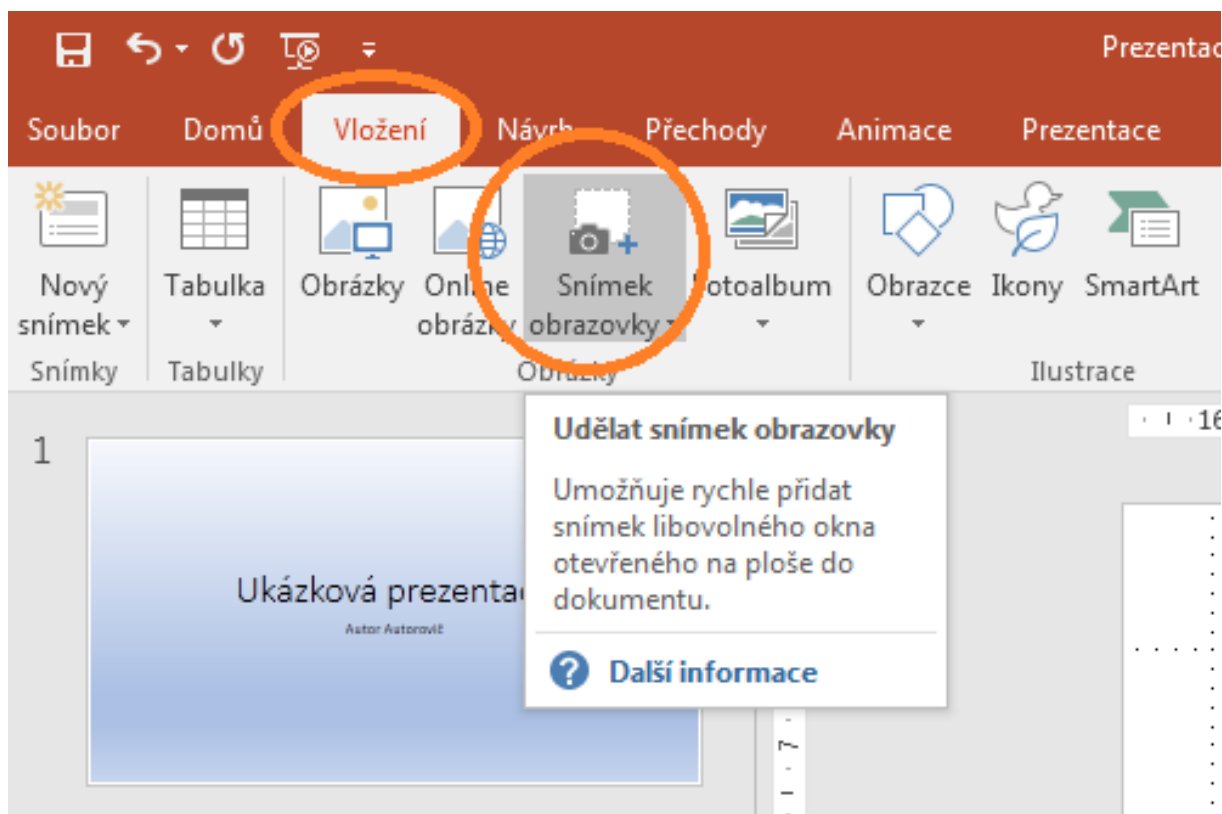 Prezentac
Soubor Domů Vložení Návrh Přechody Animace Prezentace
Nový snímek Tabulka Obrázky Online obrázky Snímek obrazovky Fotoalbum Obrazce Ikony SmartArt
Snímky Tabulky Obrázky Ilustrace
Udělat snímek obrazovky
Umožňuje rychle přidat
snímek libovolného okna
otevřeného na ploše do
dokumentu.
Další informace
1
Ukázková prezentac
Autor Autorovič
16
7